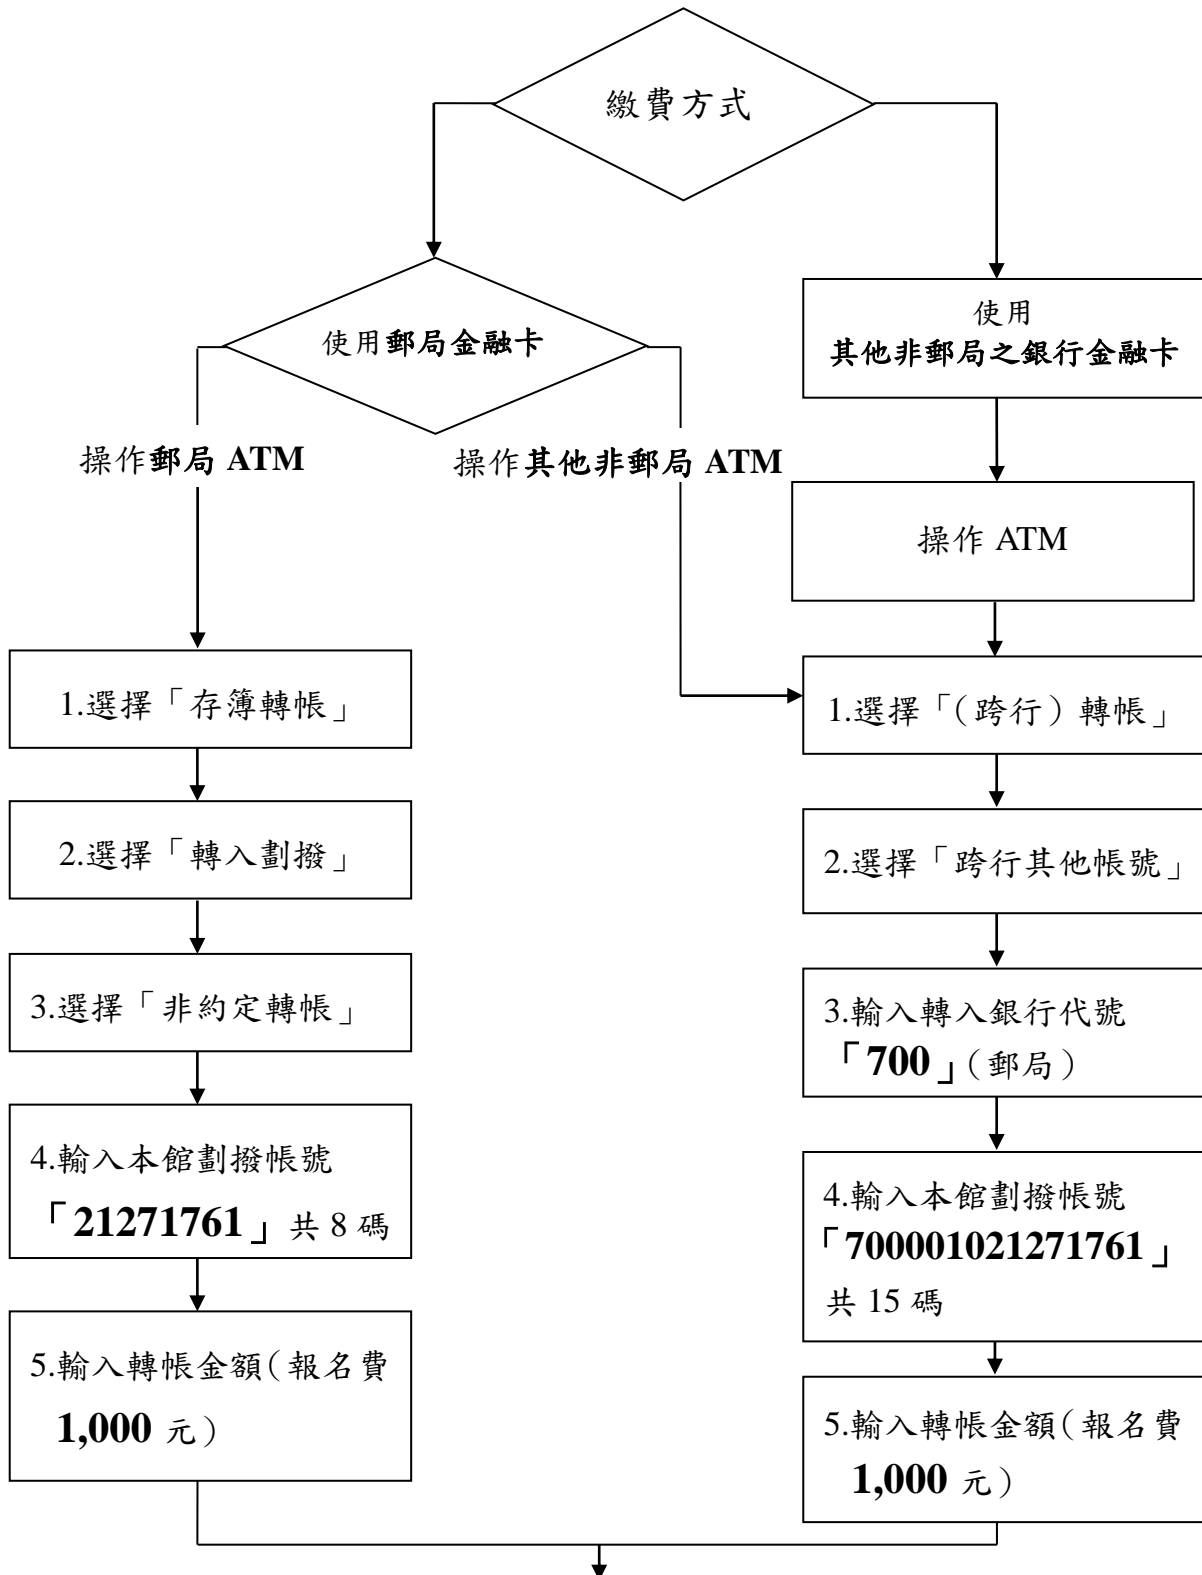 繳費方式
使用郵局金融卡
使用
其他非郵局之銀行金融卡
操作郵局 ATM
操作其他非郵局 ATM
操作 ATM
1.選擇「存簿轉帳」
2.選擇「轉入劃撥」
3.選擇「非約定轉帳」
4.輸入本館劃撥帳號
「21271761」共 8 碼
5.輸入轉帳金額(報名費
1,000 元)
1.選擇「(跨行)轉帳」
2.選擇「跨行其他帳號」
3.輸入轉入銀行代號
「700」(郵局)
4.輸入本館劃撥帳號
「700001021271761」
共 15 碼
5.輸入轉帳金額(報名費
1,000 元)